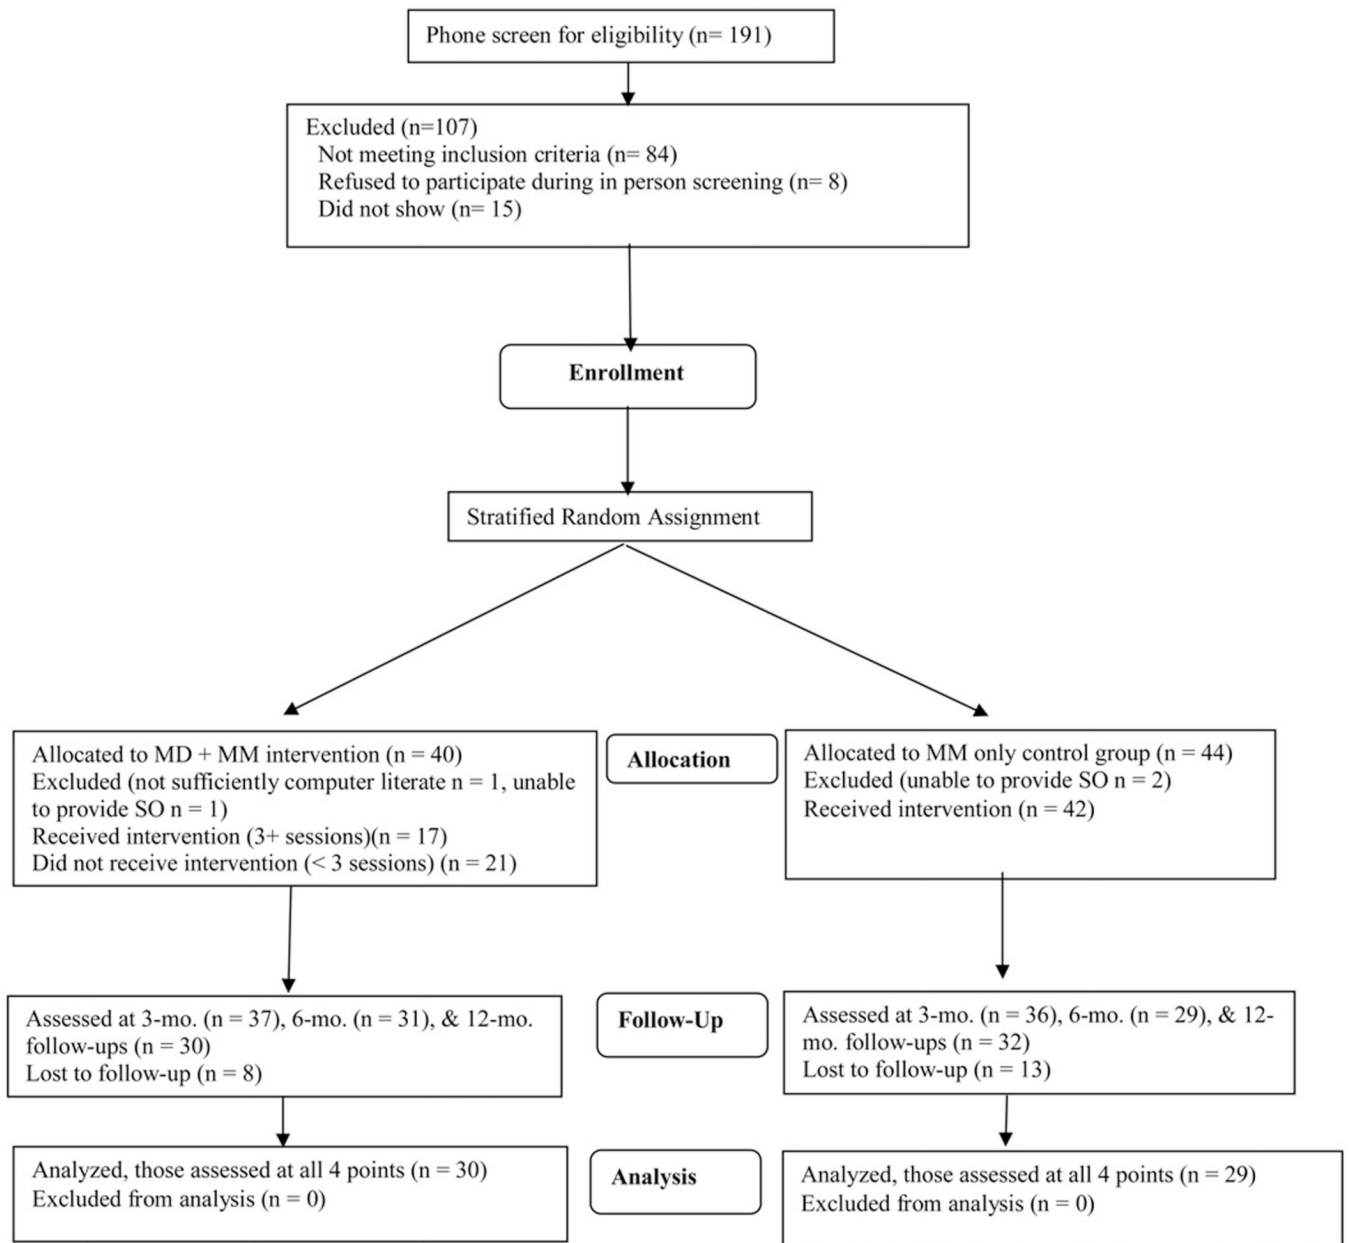 Phone screen for eligibility (n= 191)
Excluded (n=107)
Not meeting inclusion criteria (n= 84)
Refused to participate during in person screening (n= 8)
Did not show (n= 15)
Enrollment
Stratified Random Assignment
Allocated to MD + MM intervention (n = 40)
Excluded (not sufficiently computer literate n = 1, unable
to provide SO n = 1)
Received intervention (3+ sessions)(n = 17)
Did not receive intervention (< 3 sessions) (n = 21)
Allocation
Allocated to MM only control group (n = 44)
Excluded (unable to provide SO n = 2)
Received intervention (n = 42)
Assessed at 3-mo. (n = 37), 6-mo. (n = 31), & 12-mo.
follow-ups (n = 30)
Lost to follow-up (n = 8)
Follow-Up
Assessed at 3-mo. (n = 36), 6-mo. (n = 29), & 12-
mo. follow-ups (n = 32)
Lost to follow-up (n = 13)
Analyzed, those assessed at all 4 points (n = 30)
Excluded from analysis (n = 0)
Analysis
Analyzed, those assessed at all 4 points (n = 29)
Excluded from analysis (n = 0)